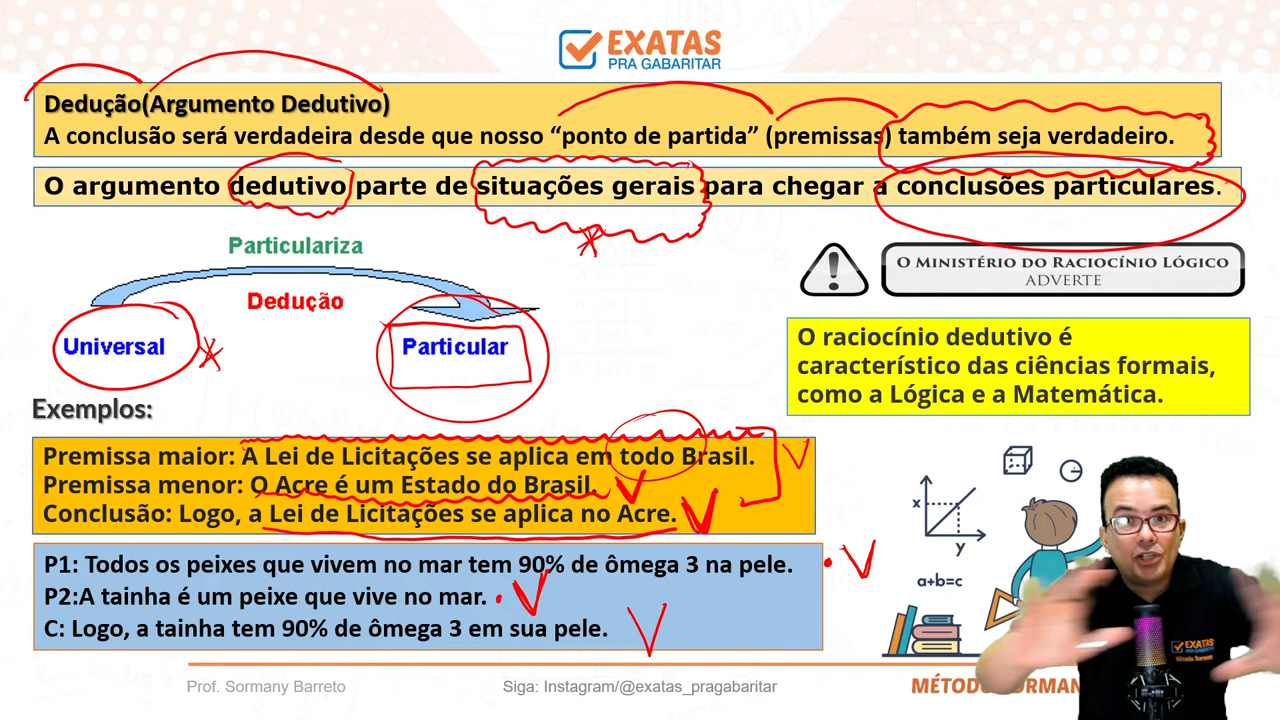 EXATAS
PRA GABARITAR
Dedução(Argumento Dedutivo)
A conclusão será verdadeira desde que nosso “ponto de partida” (premissas) também seja verdadeiro.
O argumento dedutivo parte de situações gerais para chegar a conclusões particulares.
Particulariza
Dedução
Universal
Particular
O MINISTÉRIO DO RACIOCÍNIO LÓGICO
ADVERTE
O raciocínio dedutivo é
característico das ciências formais,
como a Lógica e a Matemática.
Exemplos:
Premissa maior: A Lei de Licitações se aplica em todo Brasil.
Premissa menor: O Acre é um Estado do Brasil.
Conclusão: Logo, a Lei de Licitações se aplica no Acre.
P1: Todos os peixes que vivem no mar tem 90% de ômega 3 na pele.
P2:A tainha é um peixe que vive no mar.
C: Logo, a tainha tem 90% de ômega 3 em sua pele.
x
y
a+b=c
EXATAS
PRA GABARITAR
Prof. Sormany Barreto
Siga: Instagram/@exatas_pragabaritar